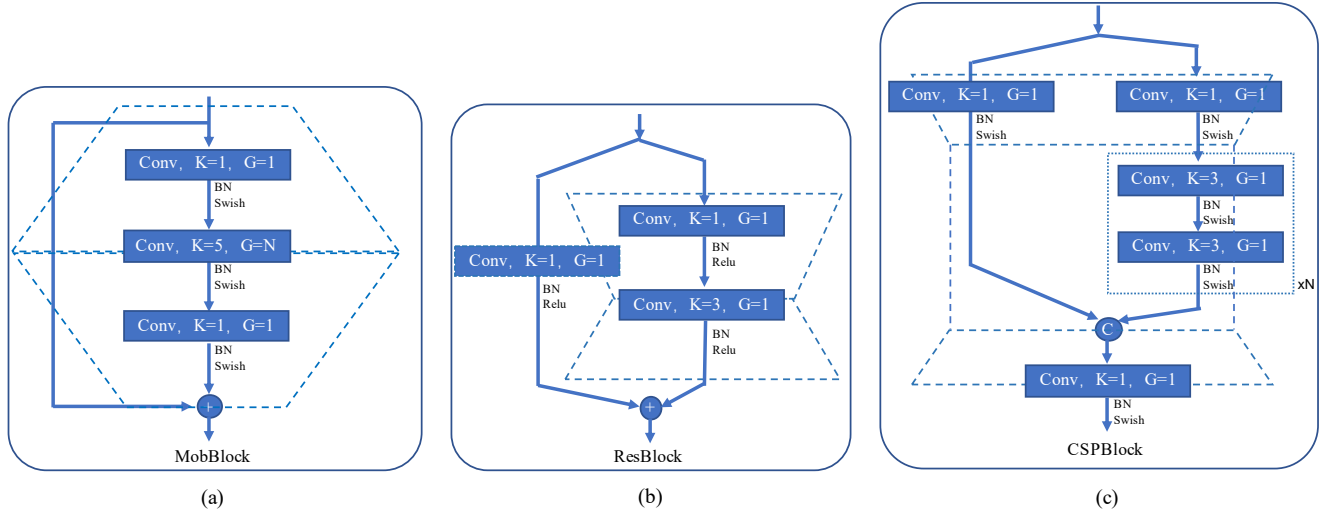 Conv, K=1, G=1
BN
Swish
Conv, K=5, G=N
BN
Swish
Conv, K=1, G=1
BN
Swish
+
MobBlock
(a)
Conv, K=1, G=1
BN
Relu
Conv, K=1, G=1
BN
Relu
Conv, K=3, G=1
BN
Relu
+
ResBlock
(b)
Conv, K=1, G=1
BN
Swish
Conv, K=1, G=1
BN
Swish
Conv, K=3, G=1
BN
Swish
Conv, K=3, G=1
BN
Swish
xN
C
Conv, K=1, G=1
BN
Swish
CSPBlock
(c)